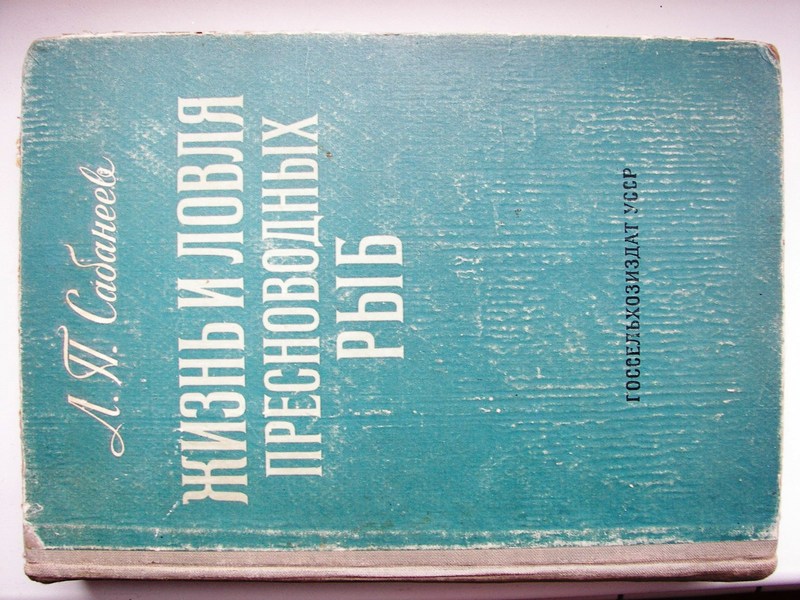 Л. П. Сабанеев
ЖИЗНЬ И ЛОВЛЯ
ПРЕСНОВОДНЫХ
РЫБ
ГОССЕЛЬХОЗИЗДАТ УССР